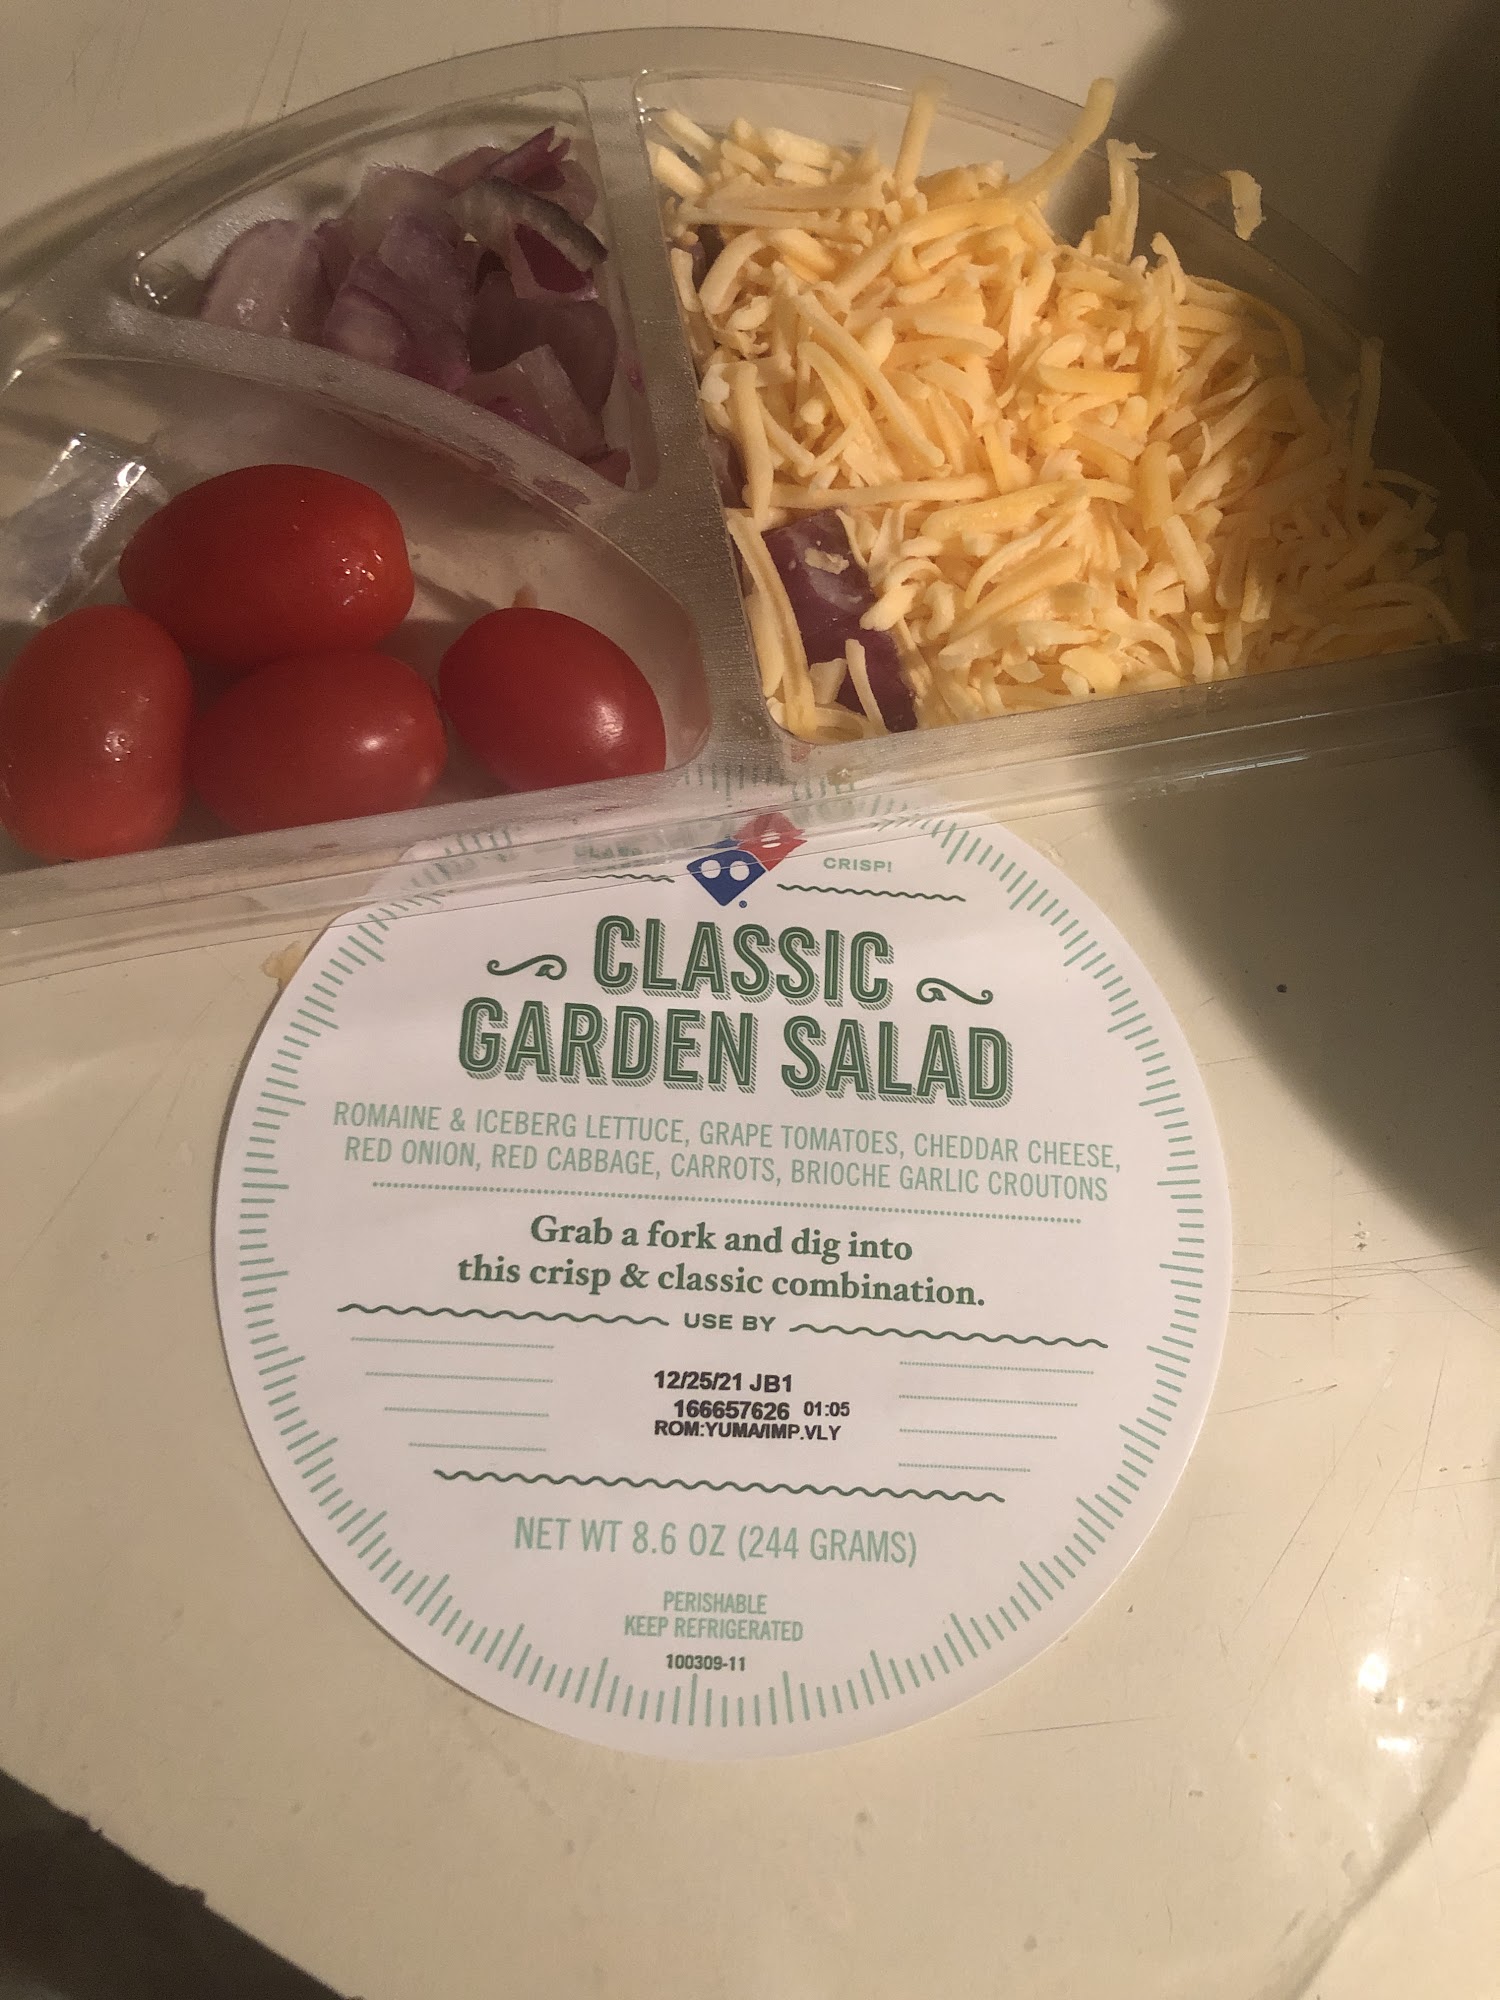 CRISP!
CLASSIC
GARDEN SALAD
ROMAINE & ICEBERG LETTUCE, GRAPE TOMATOES, CHEDDAR CHEESE,
RED ONION, RED CABBAGE, CARROTS, BRIOCHE GARLIC CROUTONS
Grab a fork and dig into
this crisp & classic combination.
USE BY
12/25/21 JB1
166657626 01:05
ROM:YUMA/IMP.VLY
NET WT 8.6 OZ (244 GRAMS)
PERISHABLE
KEEP REFRIGERATED
100309-11